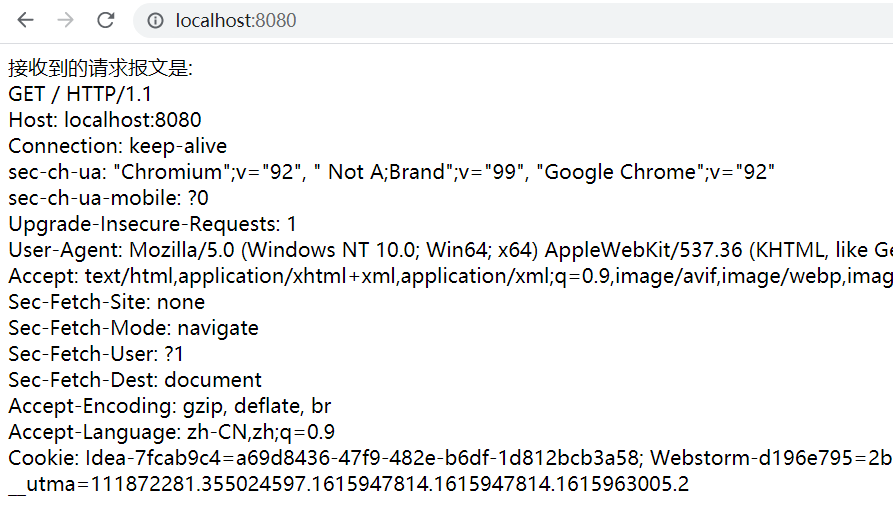 localhost:8080
接收到的请求报文是:
GET / HTTP/1.1
Host: localhost:8080
Connection: keep-alive
sec-ch-ua: "Chromium";v="92", " Not A;Brand";v="99", "Google Chrome";v="92"
sec-ch-ua-mobile: ?0
Upgrade-Insecure-Requests: 1
User-Agent: Mozilla/5.0 (Windows NT 10.0; Win64; x64) AppleWebKit/537.36 (KHTML, like Ge
Accept: text/html,application/xhtml+xml,application/xml;q=0.9,image/avif,image/webp,imag
Sec-Fetch-Site: none
Sec-Fetch-Mode: navigate
Sec-Fetch-User: ?1
Sec-Fetch-Dest: document
Accept-Encoding: gzip, deflate, br
Accept-Language: zh-CN,zh;q=0.9
Cookie: Idea-7fcab9c4=a69d8436-47f9-482e-b6df-1d812bcb3a58; Webstorm-d196e795=2b
__utma=111872281.355024597.1615947814.1615947814.1615963005.2